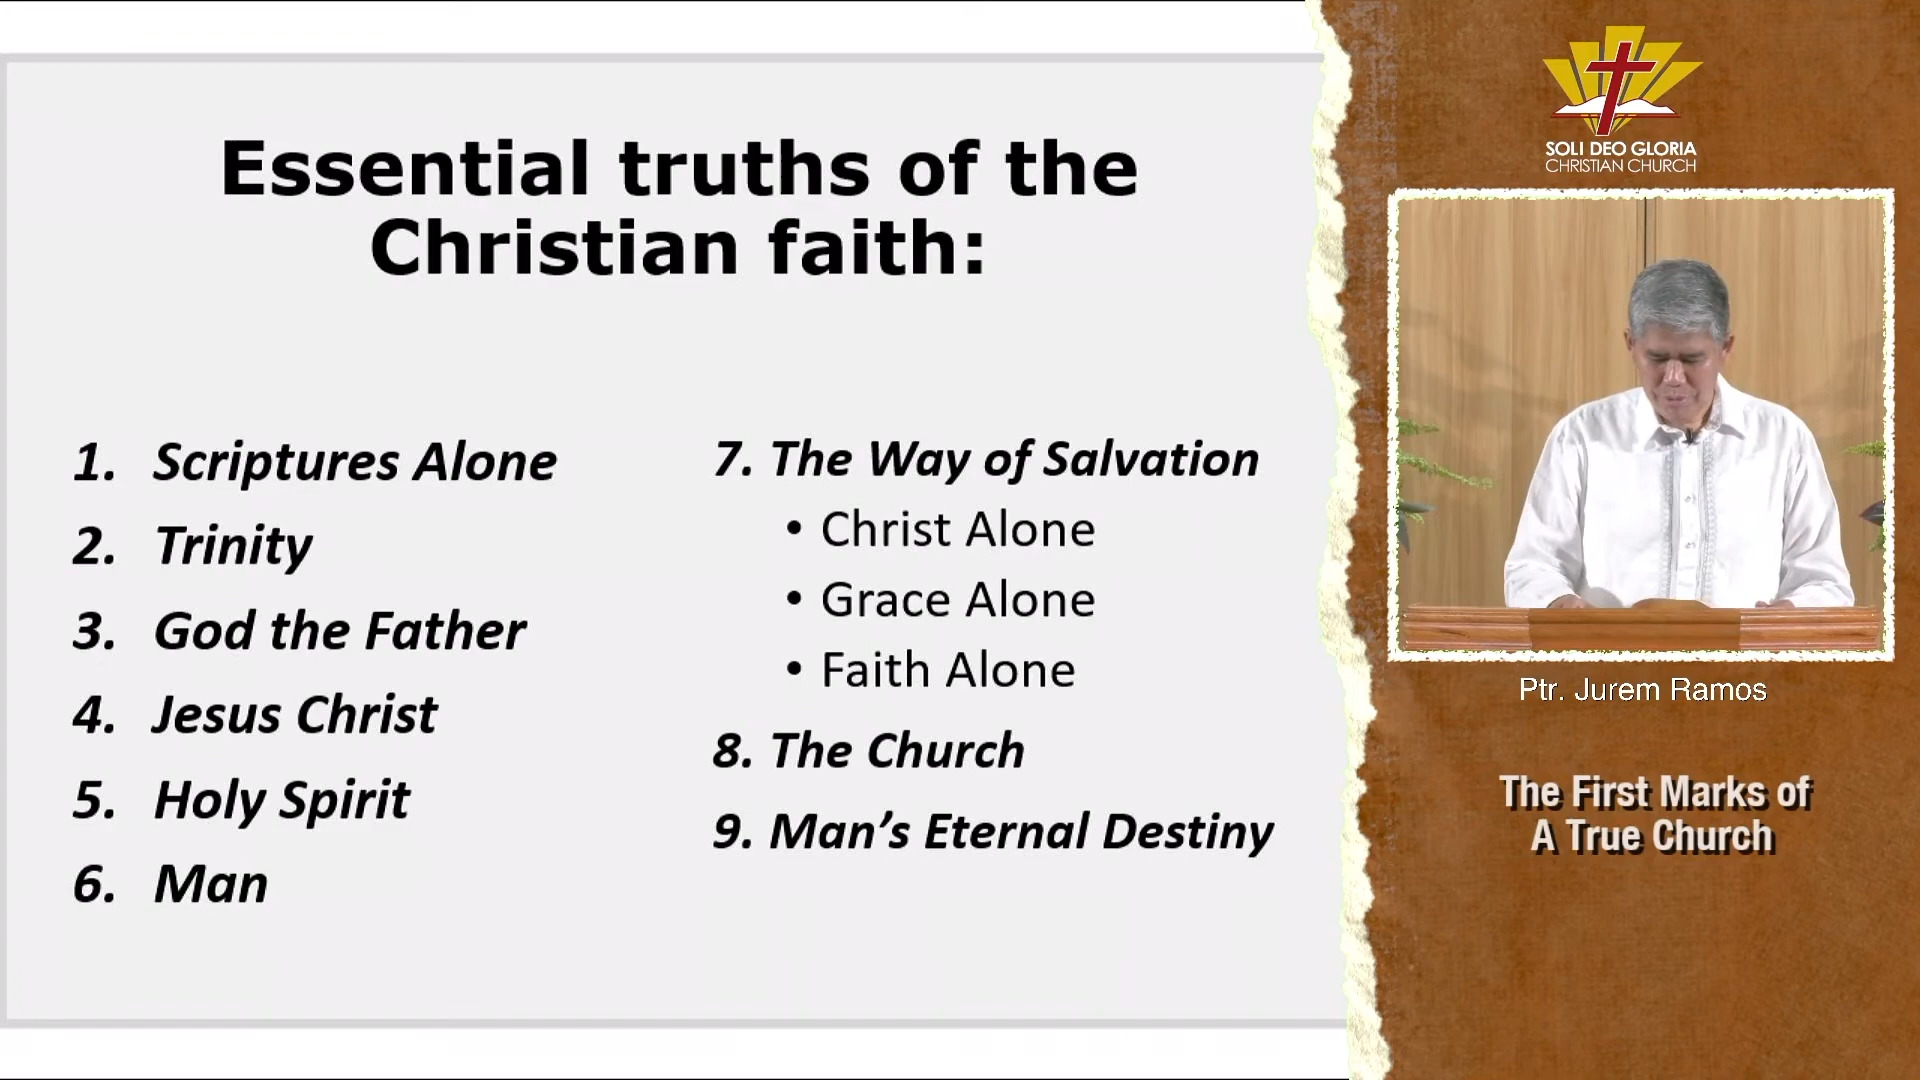 Essential truths of the
Christian faith:
1. Scriptures Alone
2. Trinity
3. God the Father
4. Jesus Christ
5. Holy Spirit
6. Man
7. The Way of Salvation
• Christ Alone
• Grace Alone
• Faith Alone
8. The Church
9. Man’s Eternal Destiny
SOLI DEO GLORIA
CHRISTIAN CHURCH
Ptr. Jurem Ramos
The First Marks of
A True Church